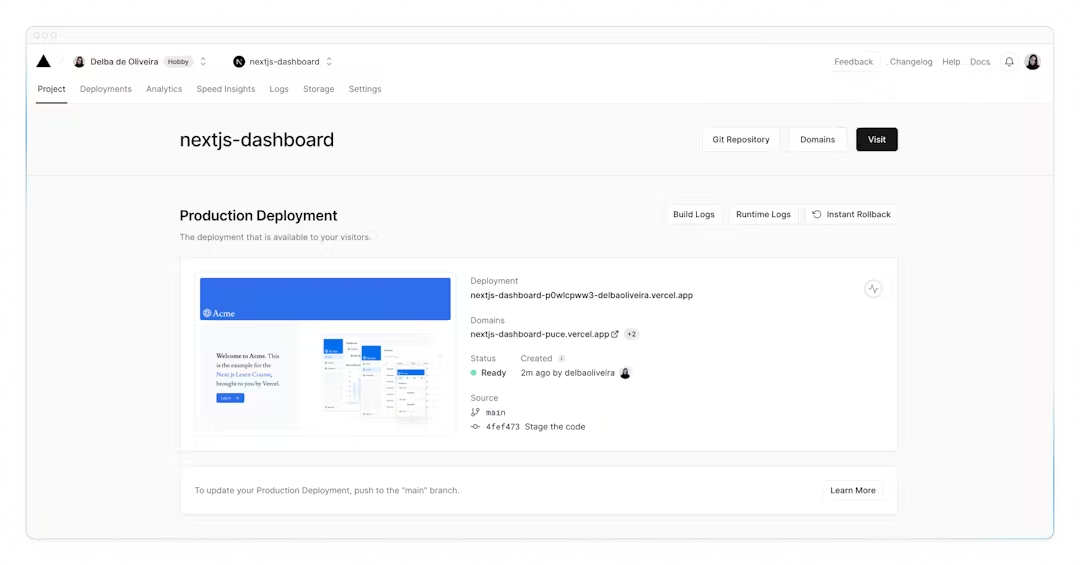 Delba de Oliveira Hobby nextjs-dashboard Feedback Changelog Help Docs
Project Deployments Analytics Speed Insights Logs Storage Settings
nextjs-dashboard Git Repository Domains Visit
Production Deployment Build Logs Runtime Logs Instant Rollback
The deployment that is available to your visitors.
Acme
Welcome to Acme. This
is the example for the
Next.js Learn Course,
brought to you by Vercel.
Log in
Deployment
nextjs-dashboard-p0wlcpww3-delbaoliveira.vercel.app
Domains
nextjs-dashboard-puce.vercel.app +2
Status Created
Ready 2m ago by delbaoliveira
Source
main
4fef473 Stage the code
To update your Production Deployment, push to the "main" branch. Learn More